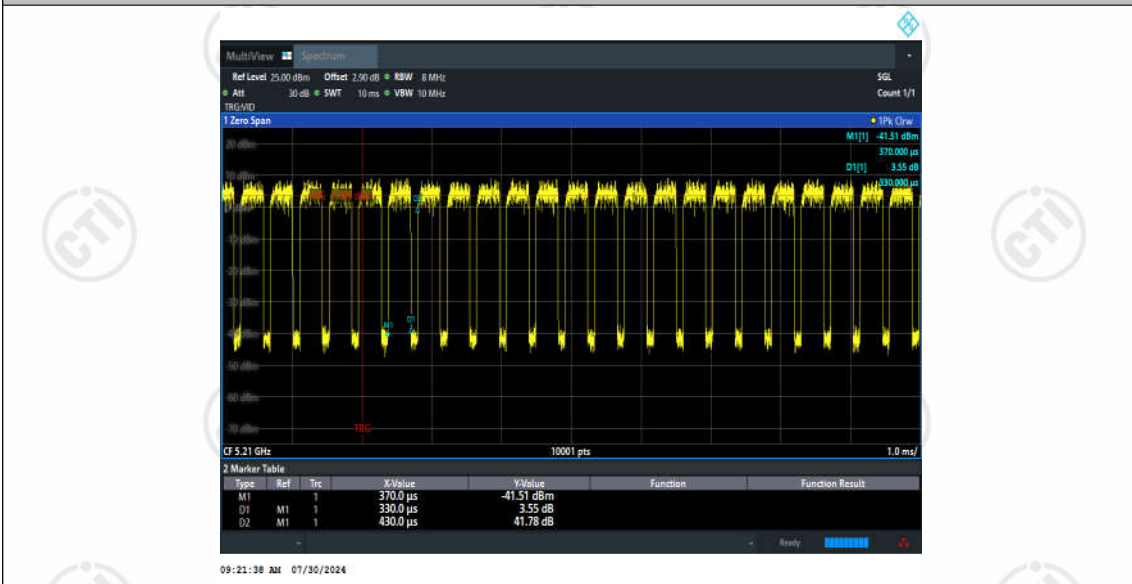 MultiView Spectrum
Ref Level 25.00 dBm Offset 2.90 dB RBW 8 MHz SGL
Att 30 dB SWT 10 ms VBW 10 MHz Count 1/1
TRG:VID
1 Zero Span 1Pk Clrw
M1[1] -41.51 dBm
20 dBm
370.000 µs
D1[1] 3.55 dB
10 dBm
330.000 µs
D2
-10 dBm
-20 dBm
-30 dBm
M1 D1
-40 dBm
-50 dBm
-60 dBm
-70 dBm
TRG
CF 5.21 GHz 10001 pts 1.0 ms/
2 Marker Table
Type Ref Trc X-Value Y-Value Function Function Result
M1 1 370.0 µs -41.51 dBm
D1 M1 1 330.0 µs 3.55 dB
D2 M1 1 430.0 µs 41.78 dB
Ready
09:21:38 AM 07/30/2024
CTI
CTI